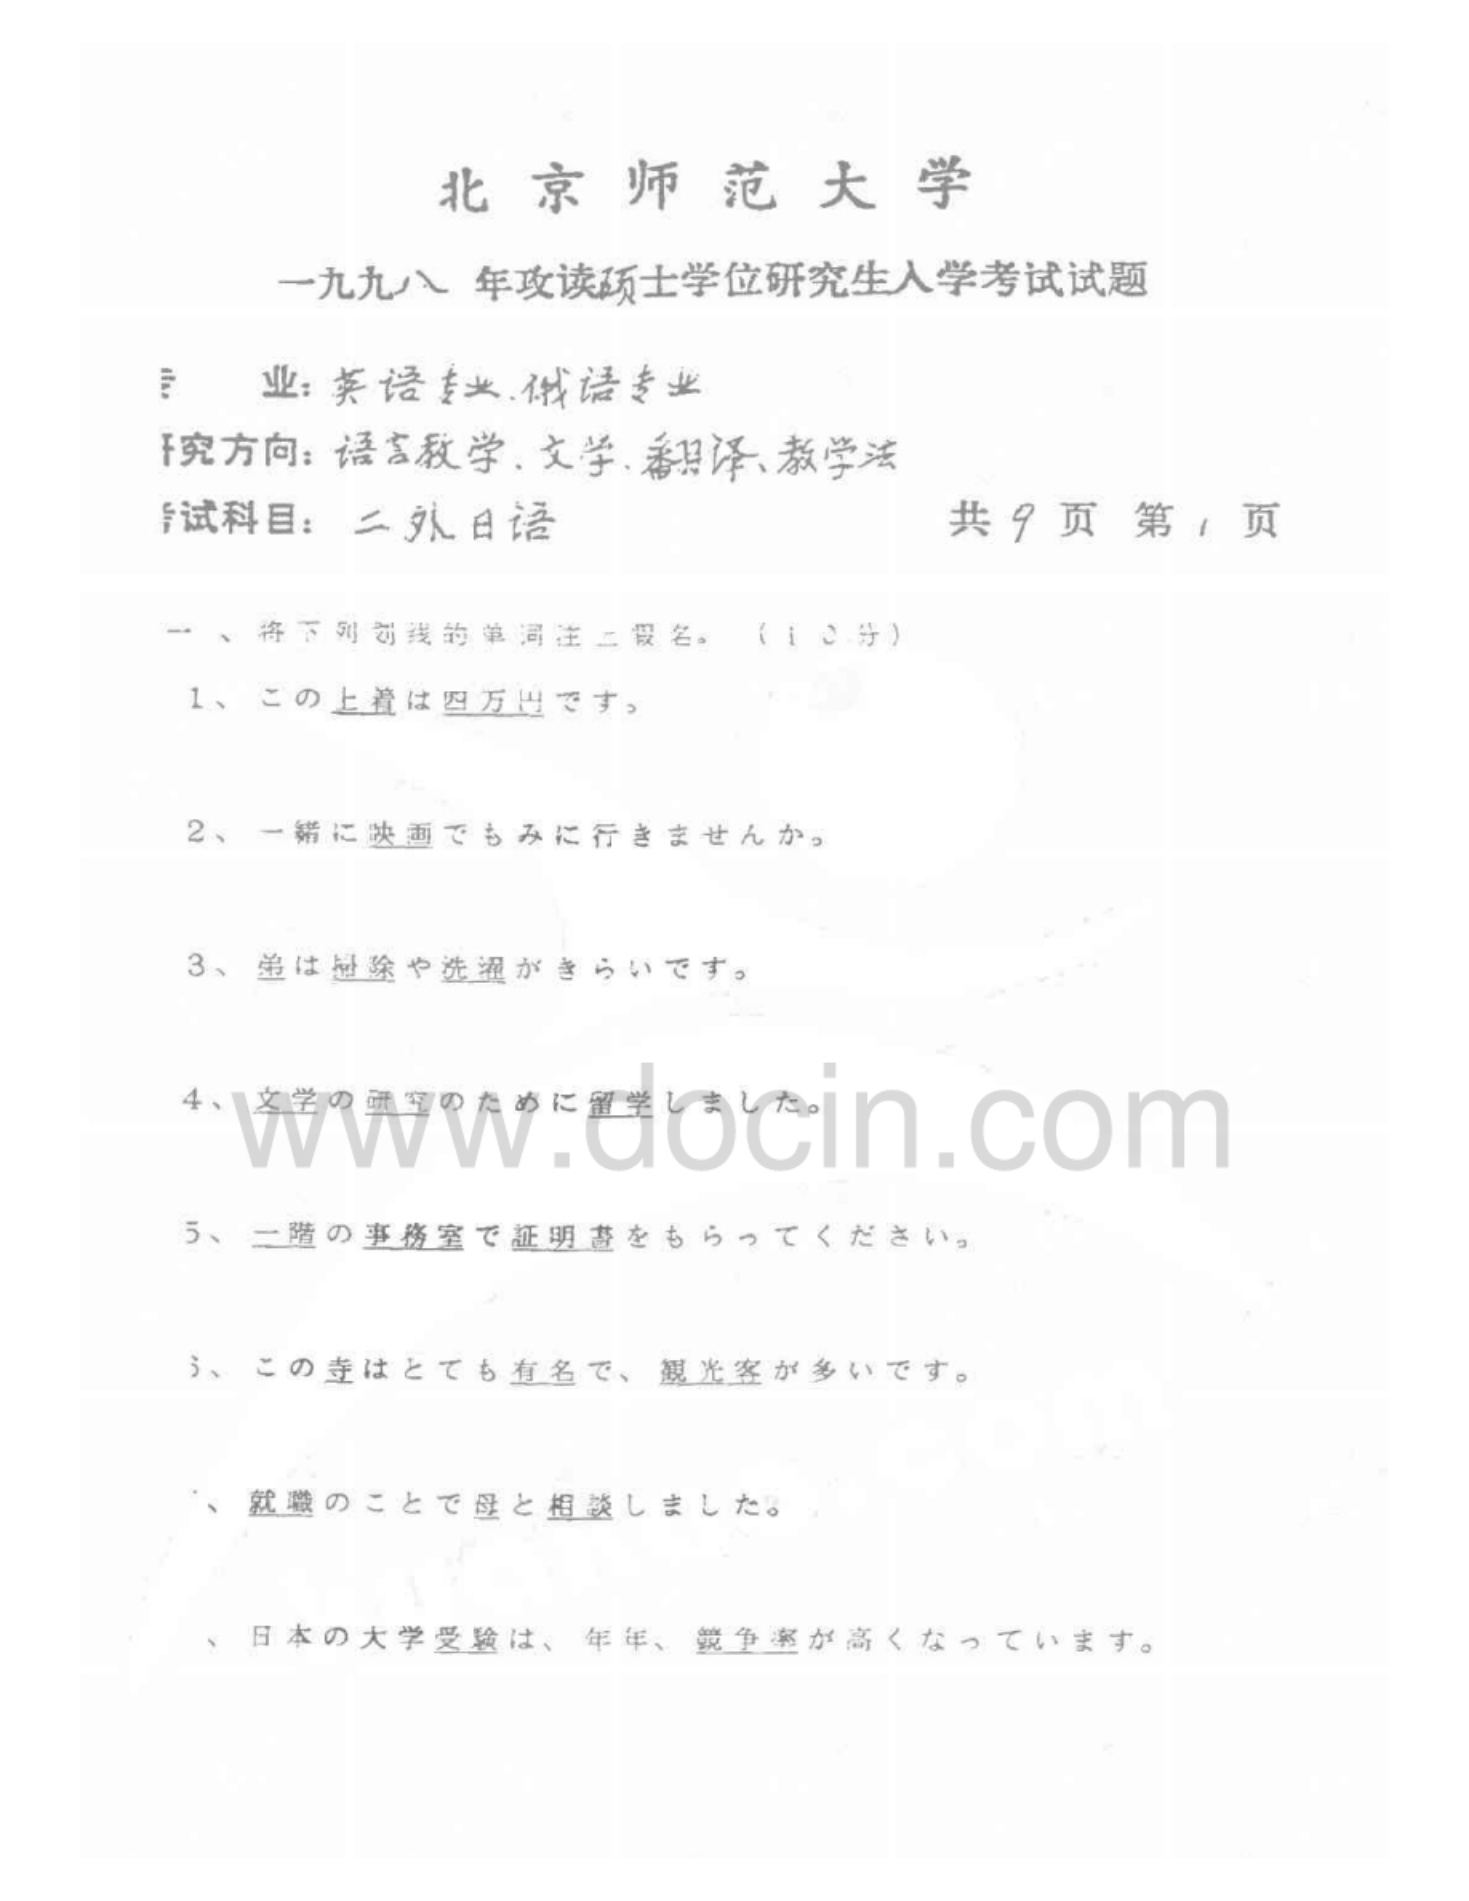 北京师范大学
一九九八 年攻读硕士学位研究生入学考试试题
业：英语专业、俄语专业
究方向：语言教学、文学、翻译、教学法
试科目：二外日语 共9页 第1页
一、将下列划线的单词注上假名。（10分）
1、この上着は四万円です。
2、一緒に映画でもみに行きませんか。
3、弟は掃除や洗濯がきらいです。
4、文学の研究のために留学しました。
www.docin.com
5、二階の事務室で証明書をもらってください。
、この寺はとても有名で、観光客が多いです。
、就職のことで母と相談しました。
、日本の大学受験は、年年、競争率が高くなっています。